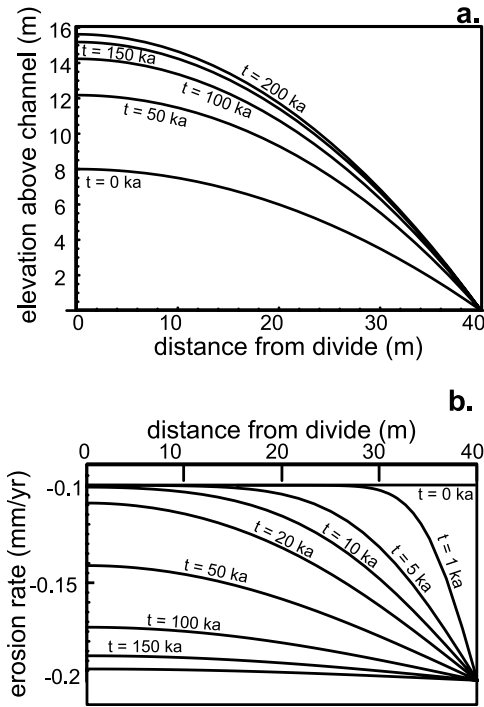 a.
elevation above channel (m)
16
14
12
10
8
6
4
2
t = 200 ka
t = 150 ka
t = 100 ka
t = 50 ka
t = 0 ka
0 10 20 30 40
distance from divide (m)
b.
distance from divide (m)
0 10 20 30 40
erosion rate (mm/yr)
-0.1
-0.15
-0.2
t = 0 ka
t = 1 ka
t = 5 ka
t = 10 ka
t = 20 ka
t = 50 ka
t = 100 ka
t = 150 ka